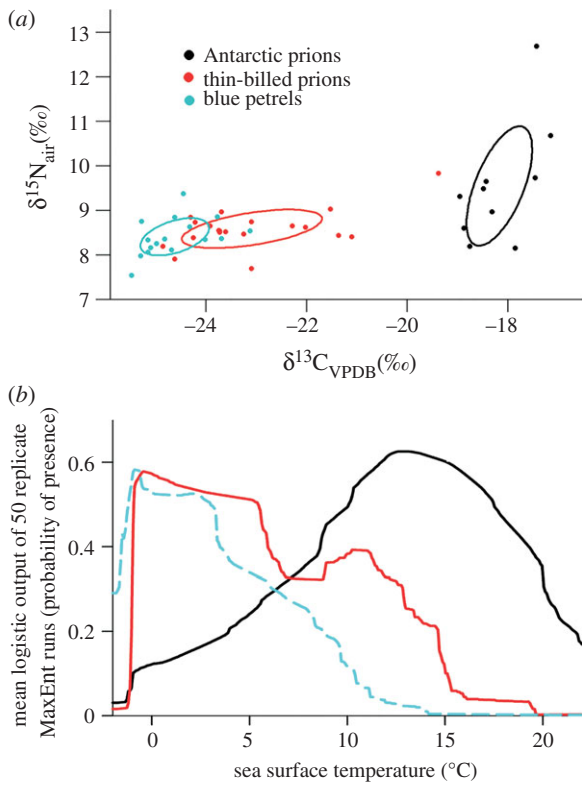 (a)
13
12
11
10
9
8
7
δ¹⁵N_air(‰)
Antarctic prions
thin-billed prions
blue petrels
−24 −22 −20 −18
δ¹³C_VPDB(‰)
(b)
0.6
0.4
0.2
0
mean logistic output of 50 replicate
MaxEnt runs (probability of presence)
0 5 10 15 20
sea surface temperature (°C)